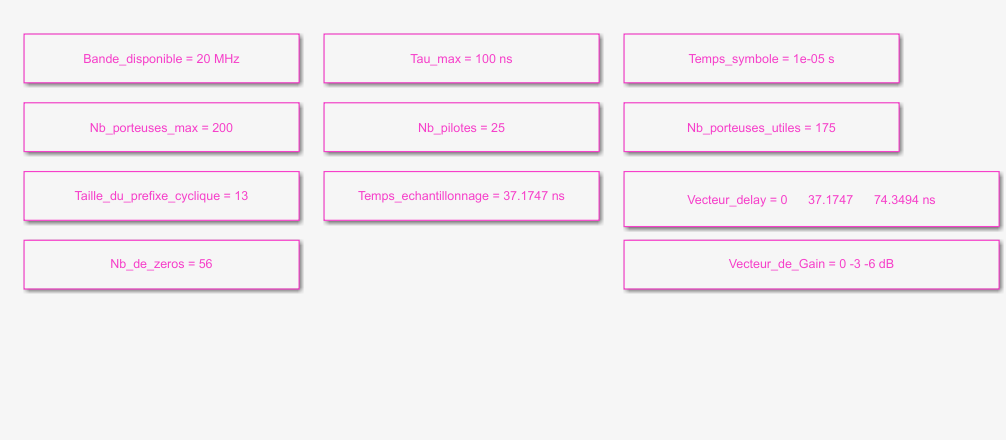 Bande_disponible = 20 MHz
Tau_max = 100 ns
Temps_symbole = 1e-05 s
Nb_porteuses_max = 200
Nb_pilotes = 25
Nb_porteuses_utiles = 175
Taille_du_prefixe_cyclique = 13
Temps_echantillonnage = 37.1747 ns
Vecteur_delay = 0 37.1747 74.3494 ns
Nb_de_zeros = 56
Vecteur_de_Gain = 0 -3 -6 dB